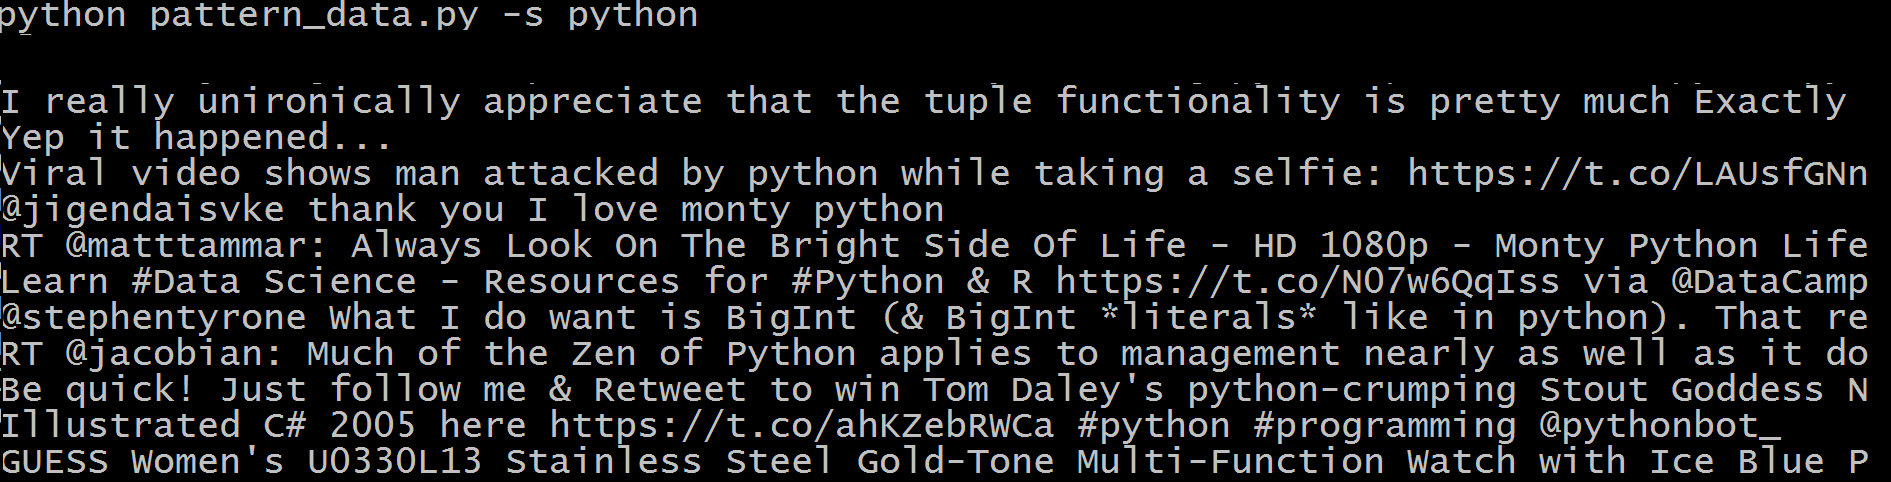 python pattern_data.py -s python
I really unironically appreciate that the tuple functionality is pretty much Exactly
Yep it happened...
Viral video shows man attacked by python while taking a selfie: https://t.co/LAUsfGNn
@jigendaisvke thank you I love monty python
RT @matttammar: Always Look On The Bright Side Of Life - HD 1080p - Monty Python Life
Learn #Data Science - Resources for #Python & R https://t.co/N07w6QqIss via @DataCamp
@stephentyrone What I do want is BigInt (& BigInt *literals* like in python). That re
RT @jacobian: Much of the Zen of Python applies to management nearly as well as it do
Be quick! Just follow me & Retweet to win Tom Daley's python-crumping Stout Goddess N
Illustrated C# 2005 here https://t.co/ahKZebRWCa #python #programming @pythonbot_
GUESS Women's U0330L13 Stainless Steel Gold-Tone Multi-Function Watch with Ice Blue P